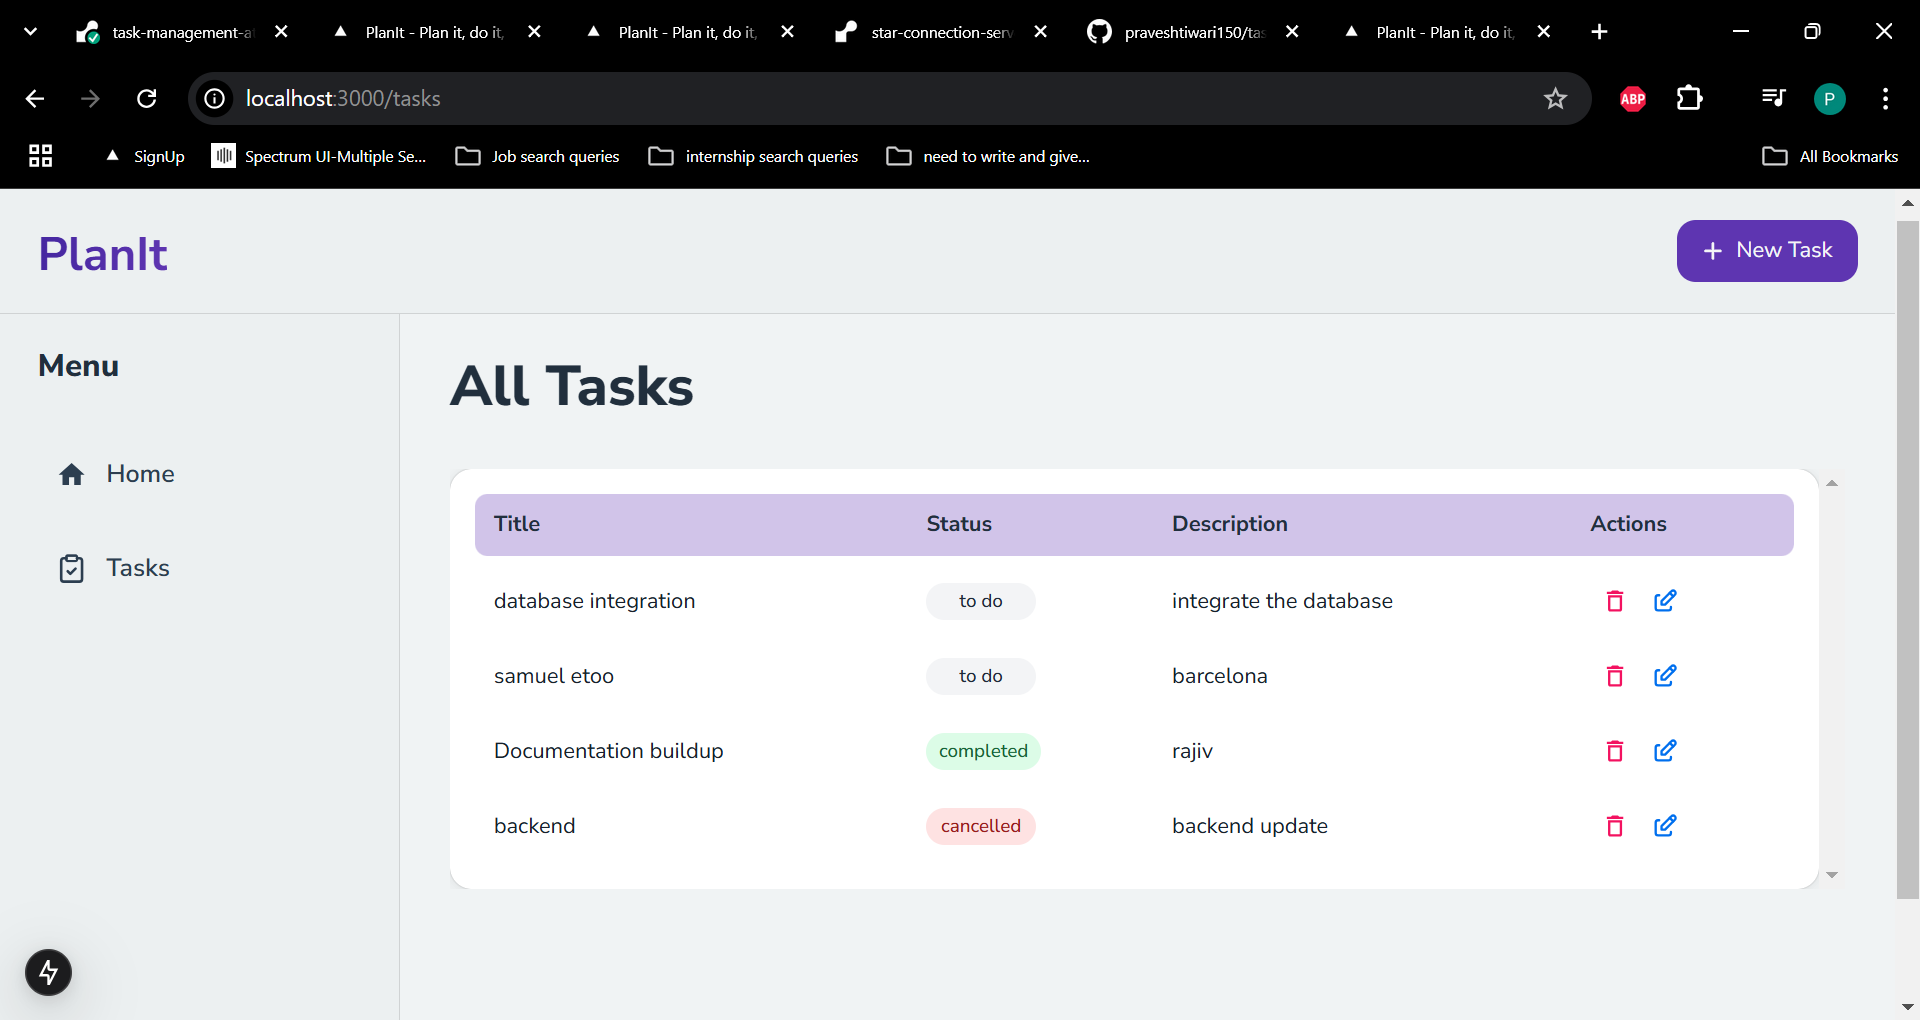 task-management-a
PlanIt - Plan it, do it,
PlanIt - Plan it, do it,
star-connection-serv
praveshtiwari150/tas
PlanIt - Plan it, do it,
localhost:3000/tasks
ABP
P
SignUp
Spectrum UI-Multiple Se...
Job search queries
internship search queries
need to write and give...
All Bookmarks
PlanIt
+ New Task
Menu
Home
Tasks
All Tasks
Title Status Description Actions
database integration to do integrate the database
samuel etoo to do barcelona
Documentation buildup completed rajiv
backend cancelled backend update